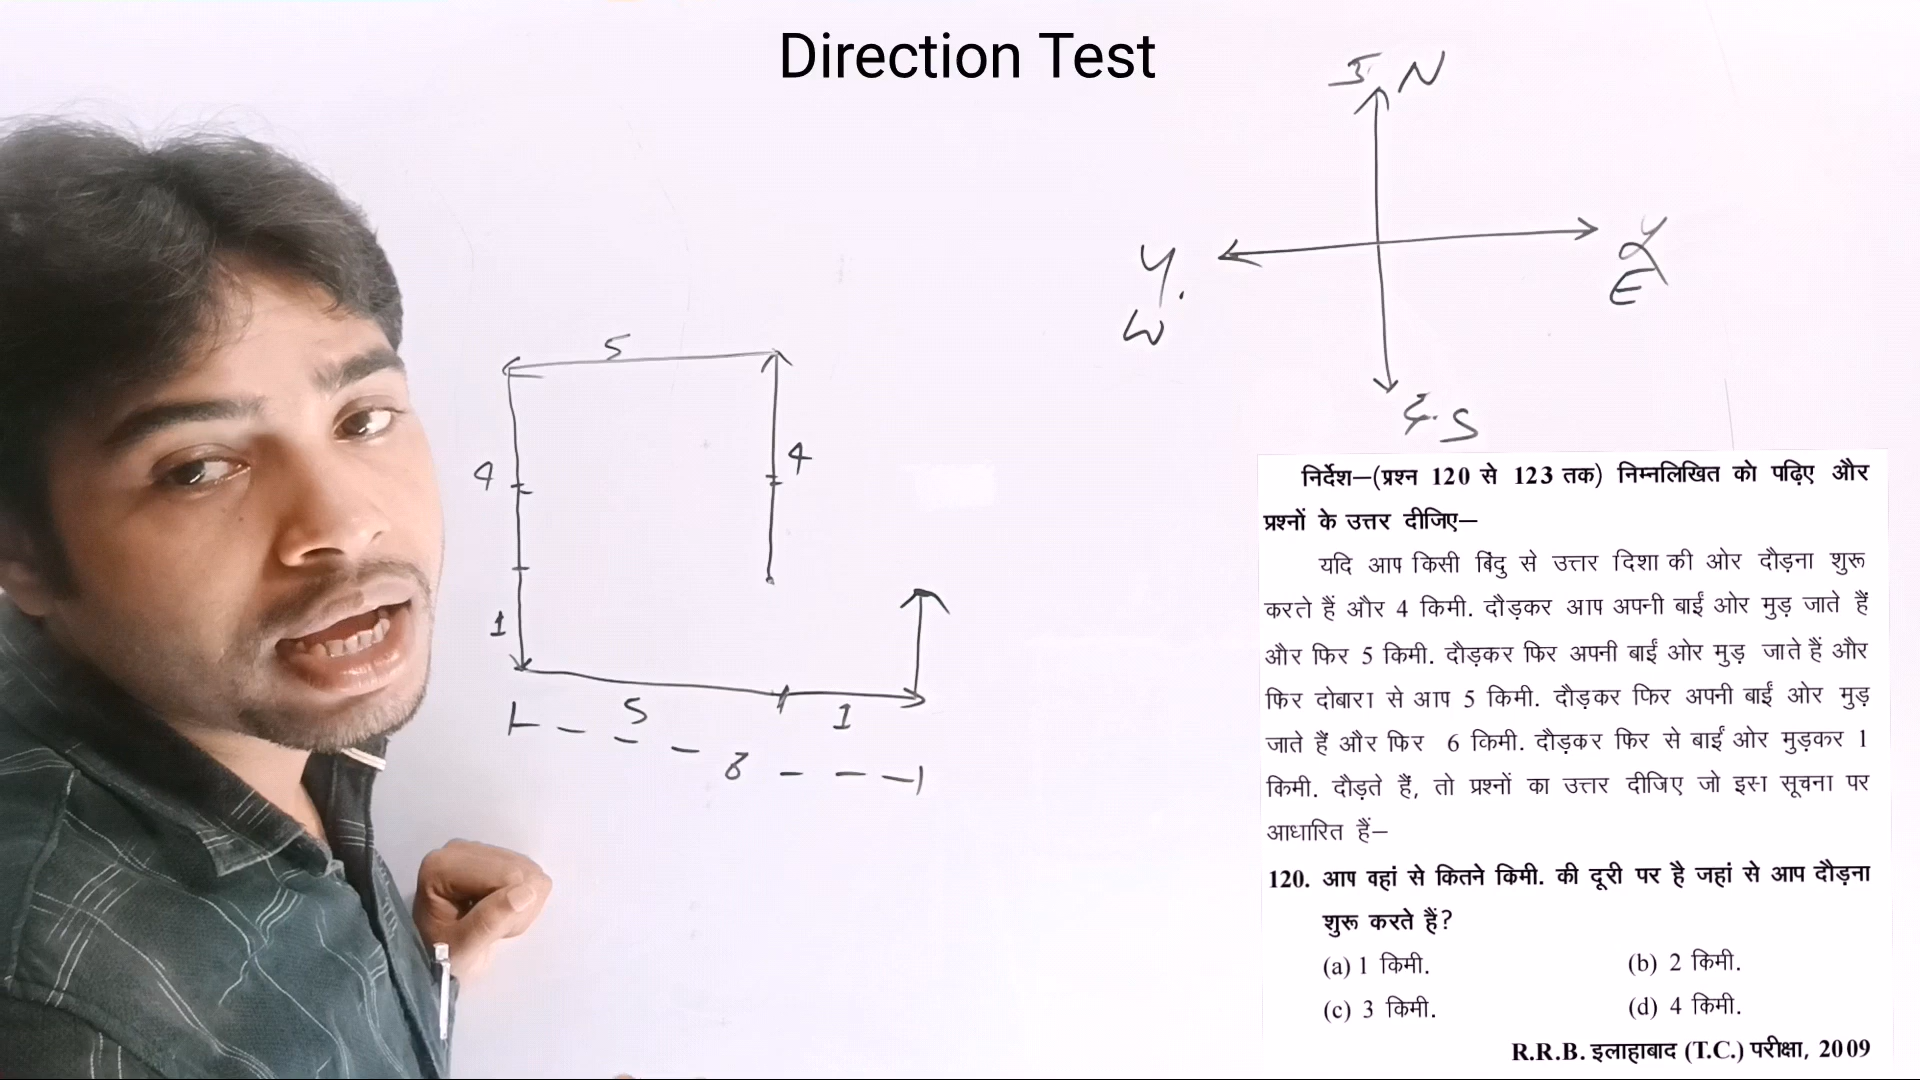 Direction Test
उ. N
W
E
S
5
4
4
1
5
1
निर्देश—(प्रश्न 120 से 123 तक) निम्नलिखित को पढ़िए और
प्रश्नों के उत्तर दीजिए—
यदि आप किसी बिंदु से उत्तर दिशा की ओर दौड़ना शुरू
करते हैं और 4 किमी. दौड़कर आप अपनी बाईं ओर मुड़ जाते हैं
और फिर 5 किमी. दौड़कर फिर अपनी बाईं ओर मुड़ जाते हैं और
फिर दोबारा से आप 5 किमी. दौड़कर फिर अपनी बाईं ओर मुड़
जाते हैं और फिर 6 किमी. दौड़कर फिर से बाईं ओर मुड़कर 1
किमी. दौड़ते हैं, तो प्रश्नों का उत्तर दीजिए जो इस सूचना पर
आधारित हैं—
120. आप वहां से कितने किमी. की दूरी पर है जहां से आप दौड़ना
शुरू करते हैं?
(a) 1 किमी. (b) 2 किमी.
(c) 3 किमी. (d) 4 किमी.
R.R.B. इलाहाबाद (T.C.) परीक्षा, 2009